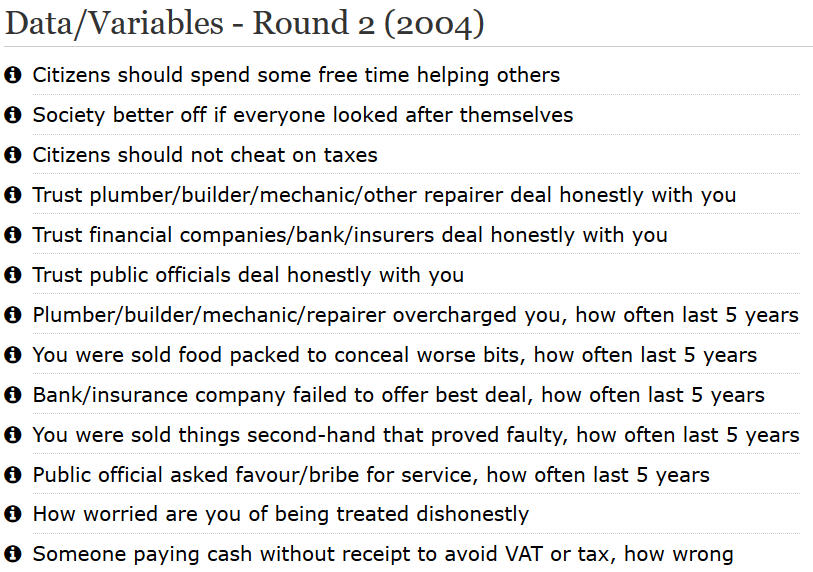 Data/Variables - Round 2 (2004)
Citizens should spend some free time helping others
Society better off if everyone looked after themselves
Citizens should not cheat on taxes
Trust plumber/builder/mechanic/other repairer deal honestly with you
Trust financial companies/bank/insurers deal honestly with you
Trust public officials deal honestly with you
Plumber/builder/mechanic/repairer overcharged you, how often last 5 years
You were sold food packed to conceal worse bits, how often last 5 years
Bank/insurance company failed to offer best deal, how often last 5 years
You were sold things second-hand that proved faulty, how often last 5 years
Public official asked favour/bribe for service, how often last 5 years
How worried are you of being treated dishonestly
Someone paying cash without receipt to avoid VAT or tax, how wrong